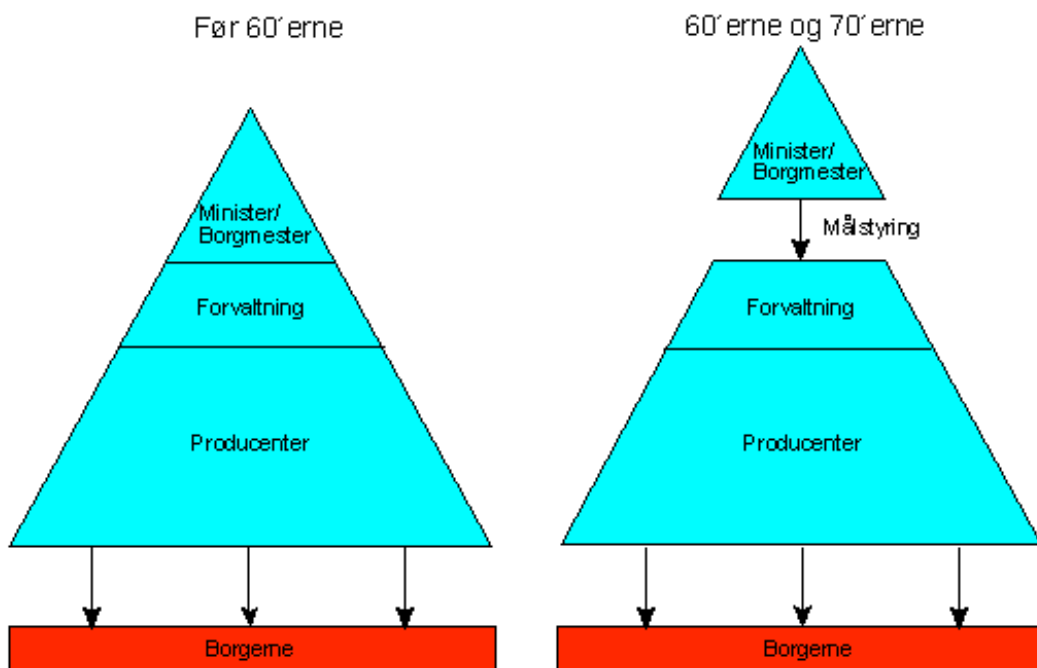 Før 60´erne
Minister/
Borgmester
Forvaltning
Producenter
Borgerne
60´erne og 70´erne
Minister/
Borgmester
Målstyring
Forvaltning
Producenter
Borgerne